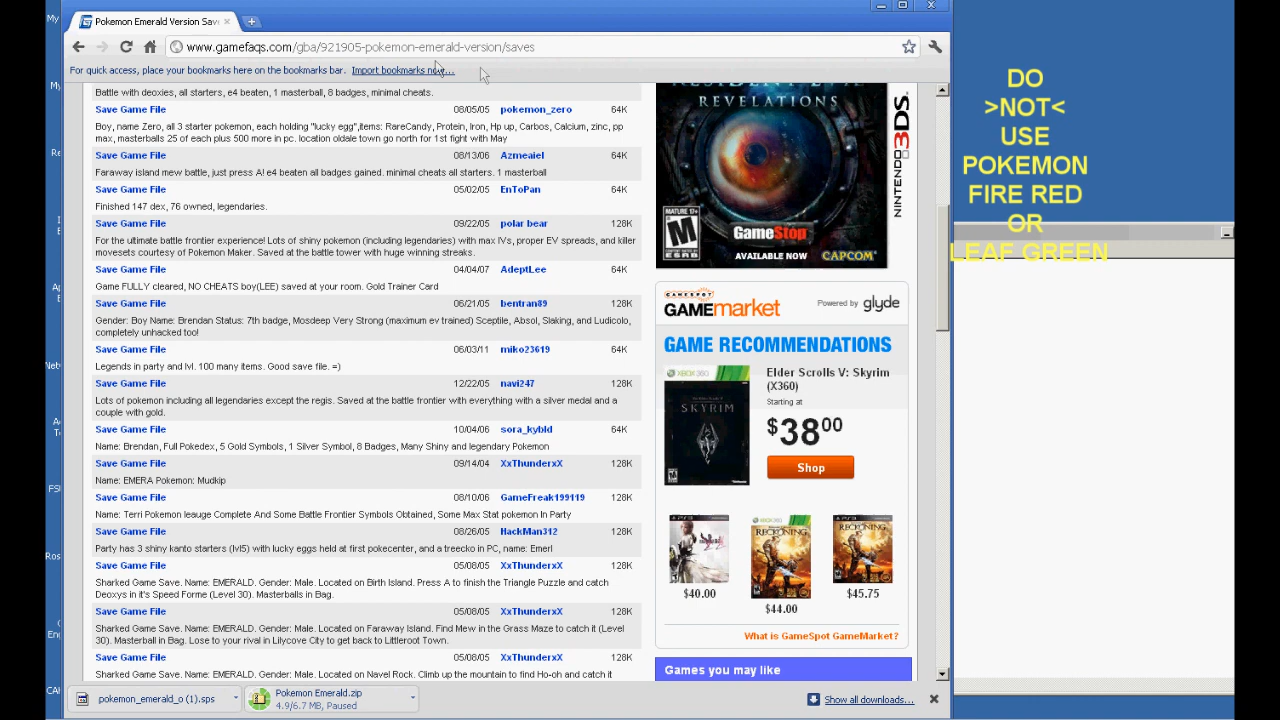 My
Pokemon Emerald Version Sav
www.gamefaqs.com/gba/921905-pokemon-emerald-version/saves
For quick access, place your bookmarks here on the bookmarks bar. Import bookmarks now...
Battle with deoxies, all starters, e4 beaten, 1 masterball, 8 badges, minimal cheats.
Save Game File 08/05/05 pokemon_zero 64K
Boy, name Zero, all 3 starter pokemon, each holding "lucky egg",items: RareCandy, Protein, Iron, Hp up, Carbos, Calcium, zinc, pp
max, masterballs 25 of each plus 500 more in pc. location oldale town go north for 1st fight with May
Save Game File 08/13/06 Azmeaiel 64K
Faraway island mew battle, just press A! e4 beaten all badges gained. minimal cheats all starters. 1 masterball
Save Game File 05/02/05 EnToPan 64K
Finished 147 dex, 76 owned, legendaries.
Save Game File 09/22/05 polar bear 128K
For the ultimate battle frontier experience! Lots of shiny pokemon (including legendaries) with max IVs, proper EV spreads, and killer
movesets courtesy of Pokemon Maker. Saved at the battle tower with huge winning streaks.
Save Game File 04/04/07 AdeptLee 64K
Game FULLY cleared, NO CHEATS boy(LEE) saved at your room. Gold Trainer Card
Save Game File 06/21/05 bentran89 128K
Gender: Boy Name: Brendan Status: 7th badge, Mosdeep Very Strong (maximum ev trained) Sceptile, Absol, Slaking, and Ludicolo,
completely unhacked too!
Save Game File 06/03/11 miko23619 64K
Legends in party and lvl. 100 many items. Good save file. =)
Save Game File 12/22/05 navi247 128K
Lots of pokemon including all legendaries except the regis. Saved at the battle frontier with everything with a silver medal and a
couple with gold.
Save Game File 10/04/06 sora_kybld 64K
Name: Brendan, Full Pokedex, 5 Gold Symbols, 1 Silver Symbol, 8 Badges, Many Shiny and legendary Pokemon
Save Game File 09/14/04 XxThunderxX 128K
Name: EMERA Pokemon: Mudkip
Save Game File 08/10/06 GameFreak199119 128K
Name: Terri Pokemon leauge Complete And Some Battle Frontier Symbols Obtained, Some Max Stat pokemon In Party
Save Game File 08/26/05 HackMan312 128K
Party has 3 shiny kanto starters (lvl5) with lucky eggs held at first pokecenter, and a treecko in PC, name: Emerl
Save Game File 05/08/05 XxThunderxX 128K
Sharked Game Save. Name: EMERALD. Gender: Male. Located on Birth Island. Press A to finish the Triangle Puzzle and catch
Deoxys in it's Speed Forme (Level 30). Masterballs in Bag.
Save Game File 05/08/05 XxThunderxX 128K
Sharked Game Save. Name: EMERALD. Gender: Male. Located on Faraway Island. Find Mew in the Grass Maze to catch it (Level
30). Masterball in Bag. Lose to your rival in Lilycove City to get back to Littleroot Town.
Save Game File 05/08/05 XxThunderxX 128K
Sharked Game Save. Name: EMERALD. Gender: Male. Located on Navel Rock. Climb up the mountain to find Ho-oh and catch it
REVELATIONS
NINTENDO 3DS
MATURE 17+
M
ESRB
GameStop
AVAILABLE NOW
CAPCOM
GAMESPOT
GAMEmarket
Powered by glyde
GAME RECOMMENDATIONS
XBOX 360
SKYRIM
Elder Scrolls V: Skyrim
(X360)
Starting at
$3800
Shop
RECKONING
RECKONING
$40.00
$44.00
$45.75
What is GameSpot GameMarket?
Games you may like
pokemon_emerald_o (1).sps
Pokemon Emerald.zip
4.9/6.7 MB, Paused
Show all downloads...
DO
>NOT<
USE
POKEMON
FIRE RED
OR
LEAF GREEN